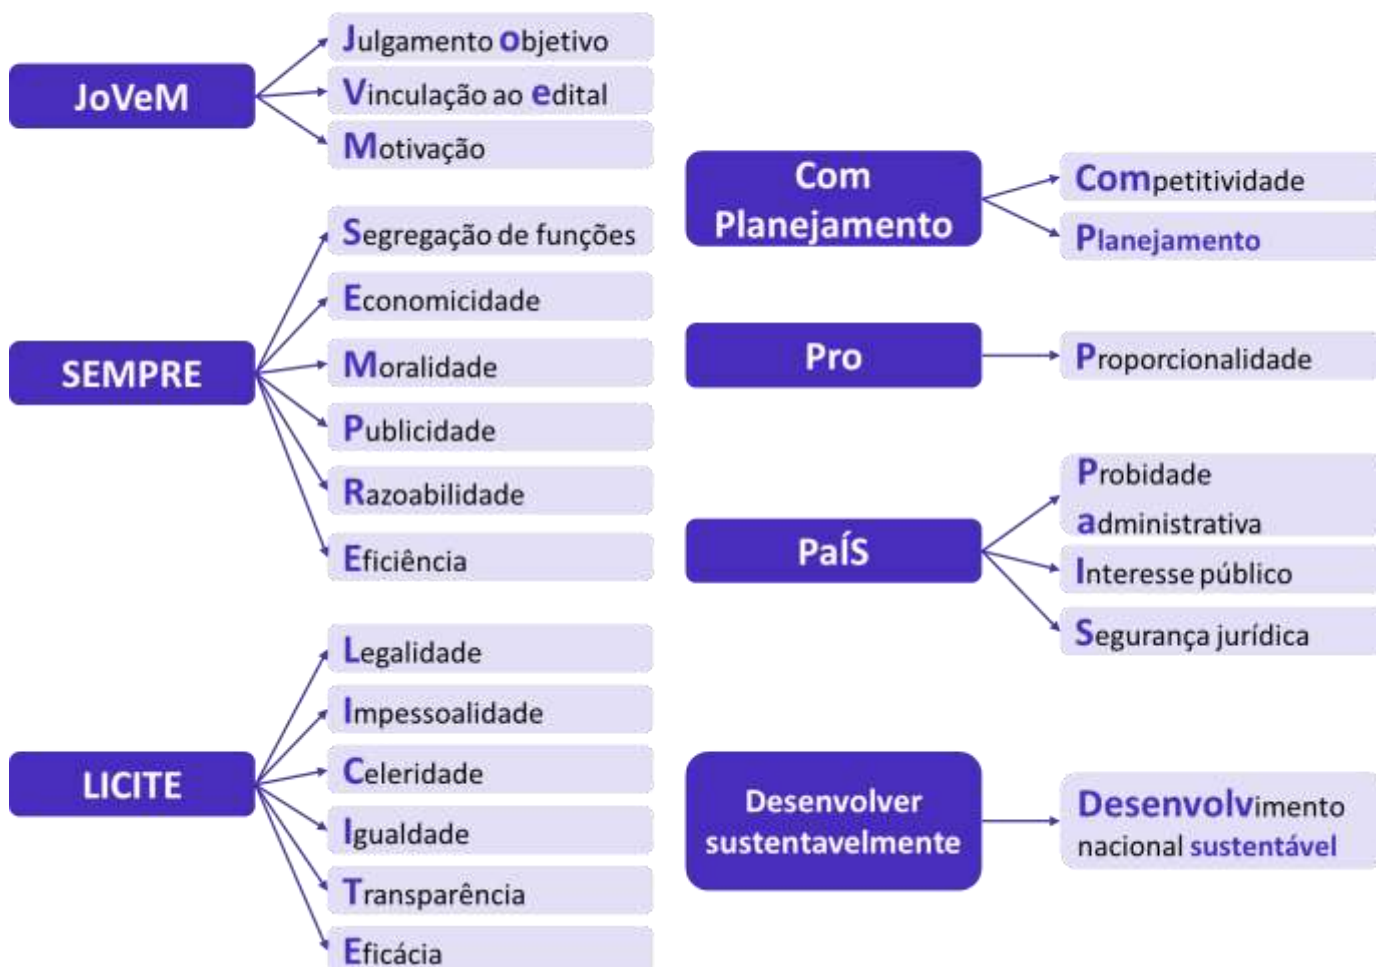 JoVeM
Julgamento objetivo
Vinculação ao edital
Motivação
SEMPRE
Segregação de funções
Economicidade
Moralidade
Publicidade
Razoabilidade
Eficiência
LICITE
Legalidade
Impessoalidade
Celeridade
Igualdade
Transparência
Eficácia
Com
Planejamento
Competitividade
Planejamento
Pro
Proporcionalidade
PaÍS
Probidade
administrativa
Interesse público
Segurança jurídica
Desenvolver
sustentavelmente
Desenvolvimento
nacional sustentável